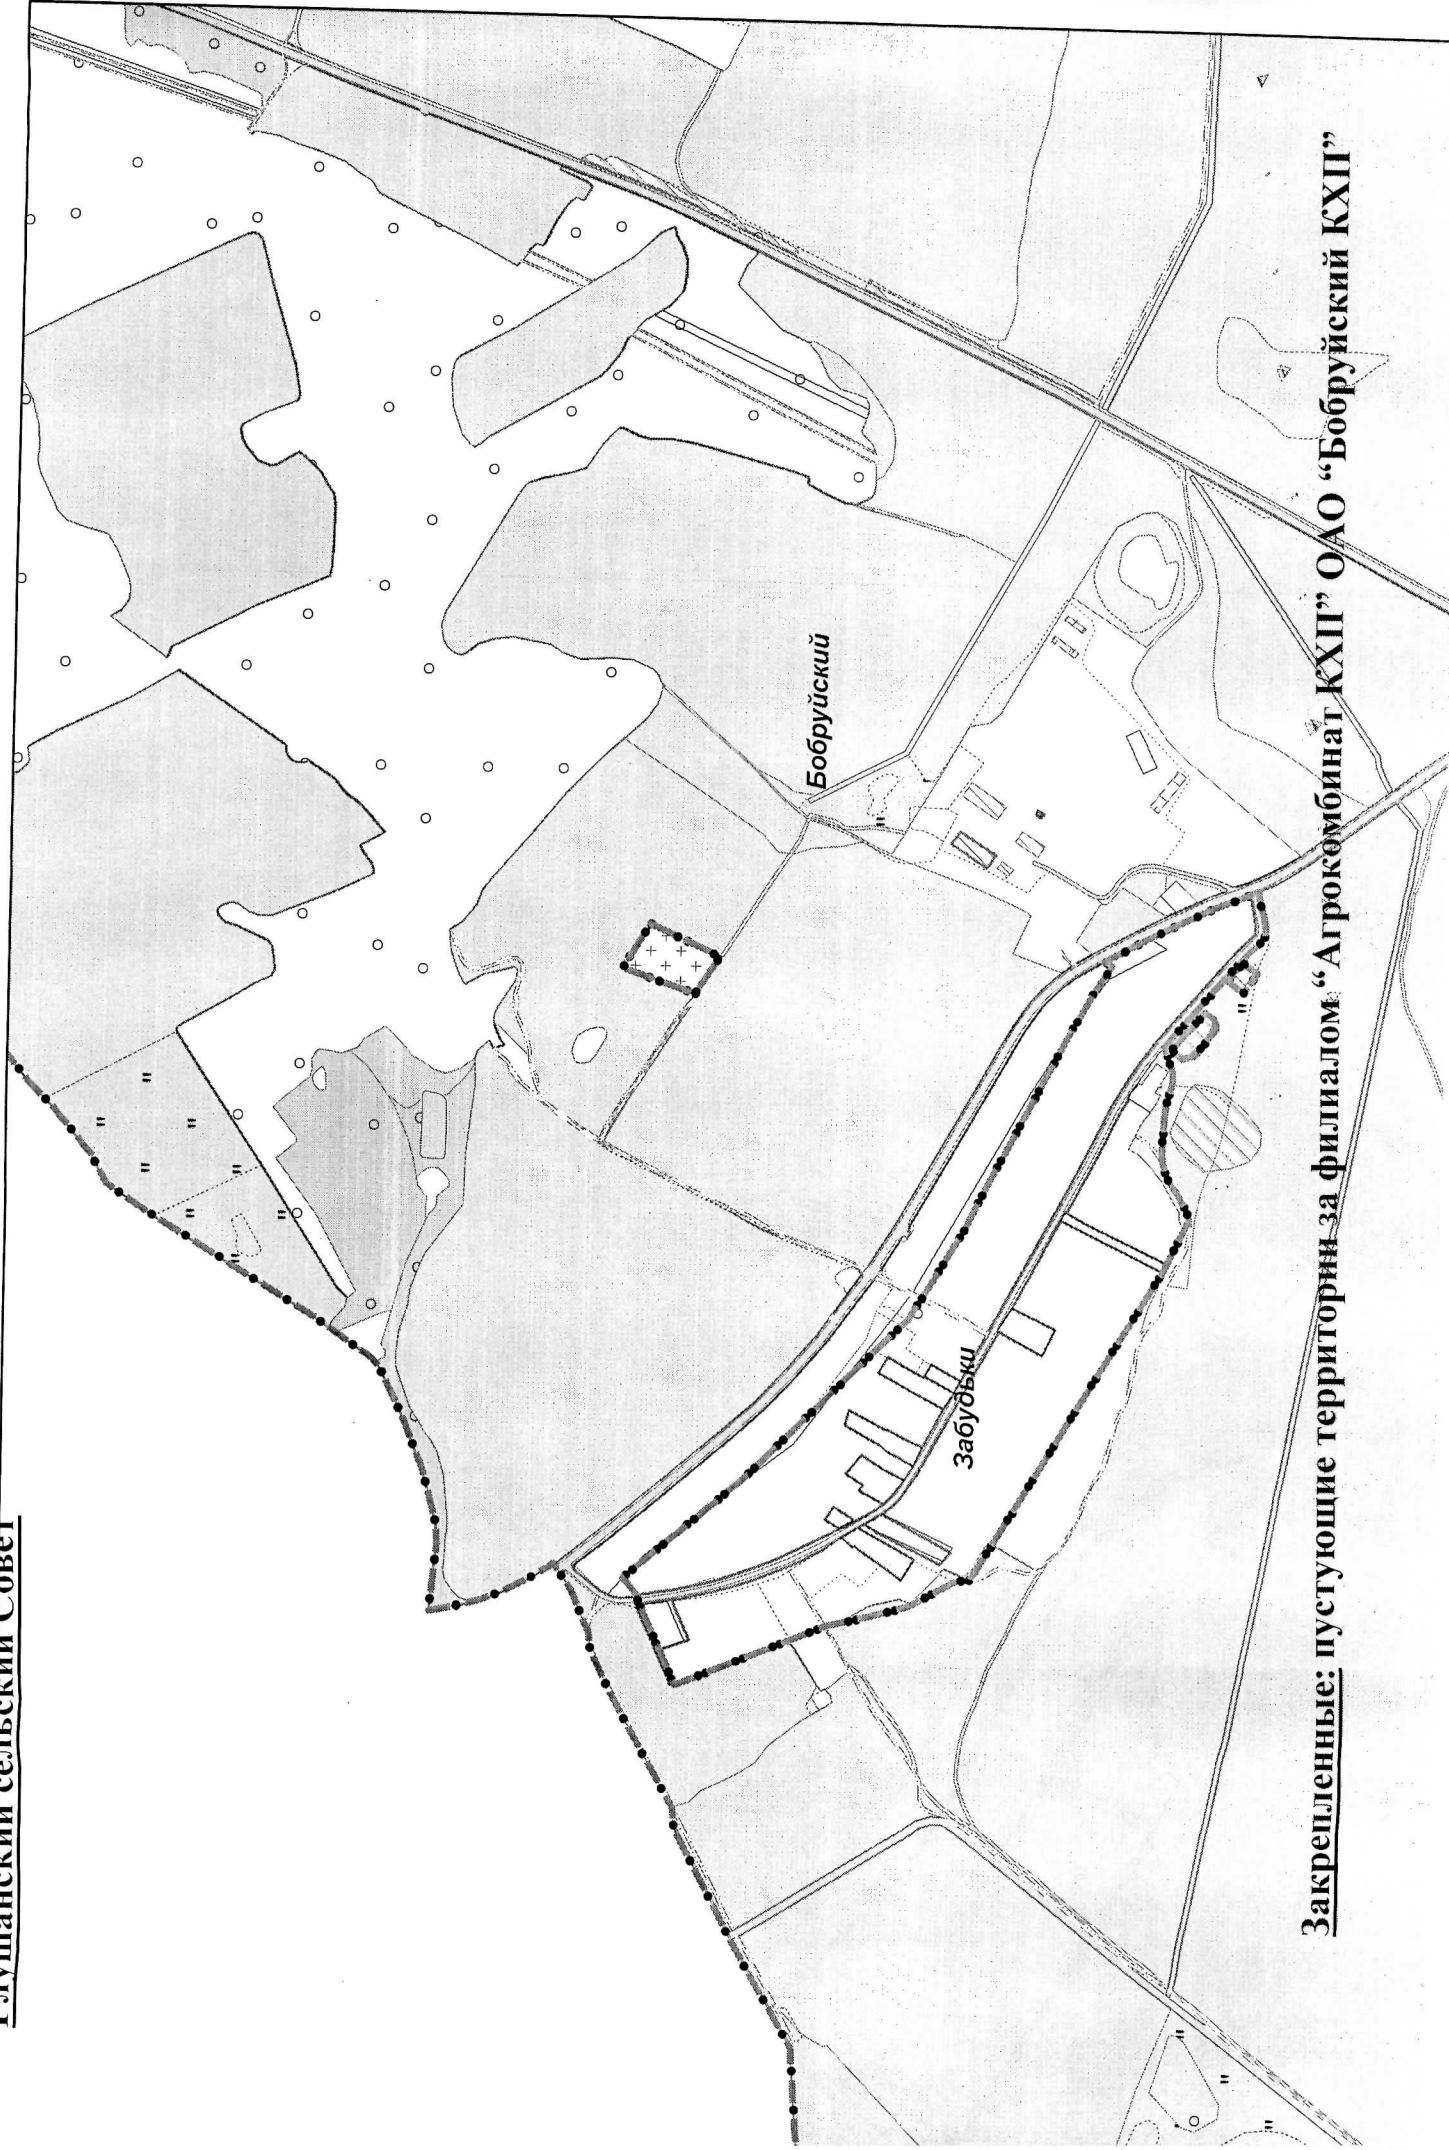 Глушанский сельский Совет
Бобруйский
Забудьки
Закрепленные: пустующие территории за филиалом “Агрокомбинат КХП” ОАО “Бобруйский КХП”